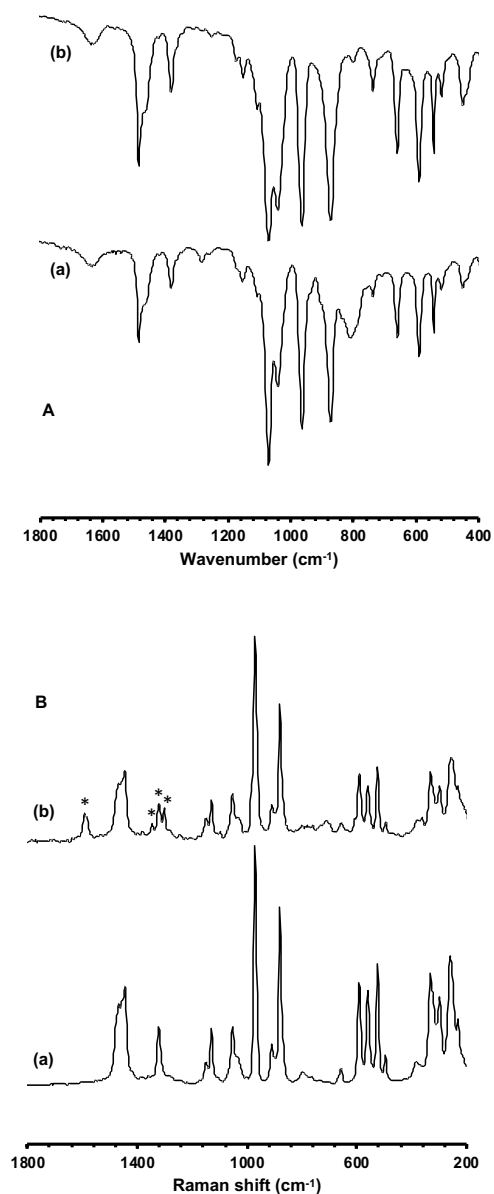 (b)
(a)
A
1800 1600 1400 1200 1000 800 600 400
Wavenumber (cm-1)
B
*
* * *
(b)
(a)
1800 1400 1000 600 200
Raman shift (cm-1)